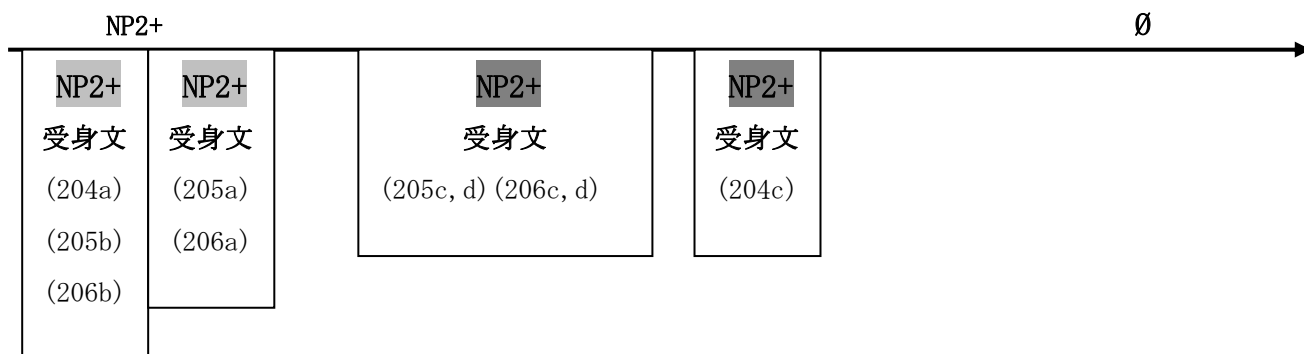 NP2+ Ø
NP2+ NP2+ NP2+ NP2+
受身文 受身文 受身文 受身文
(204a) (205a) (205c, d) (206c, d) (204c)
(205b) (206a)
(206b)